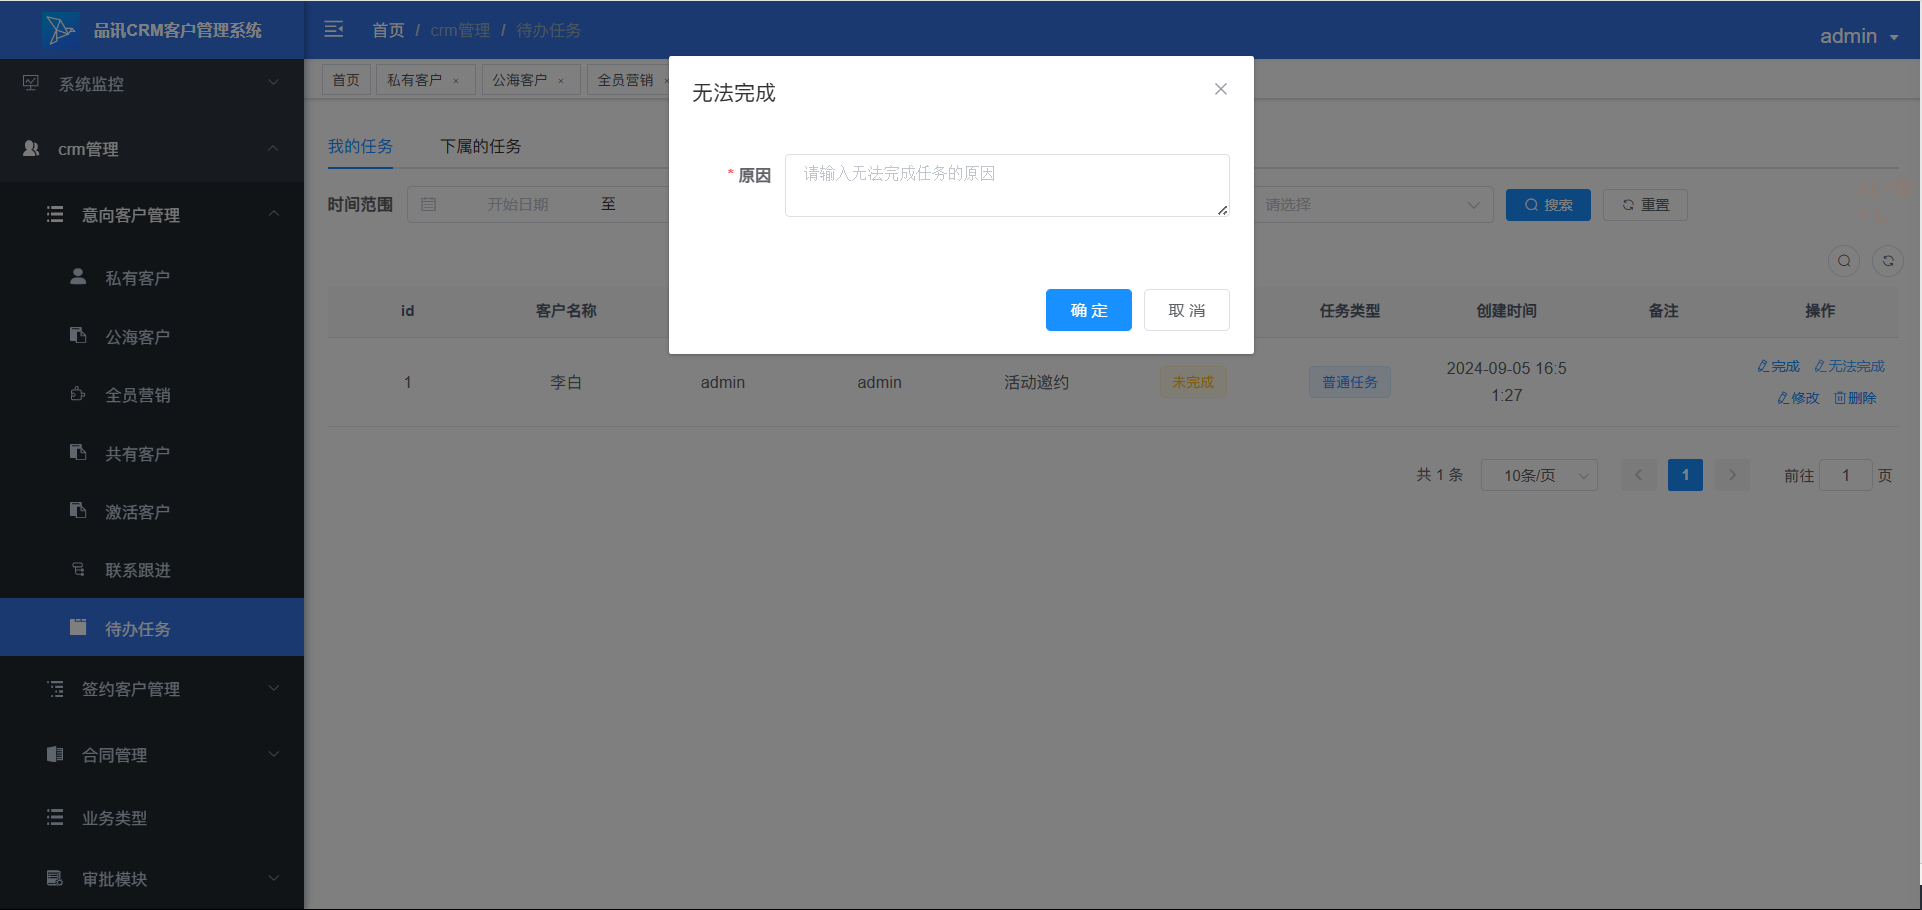 品讯CRM客户管理系统
首页 / crm管理 / 待办任务
admin
系统监控
crm管理
意向客户管理
私有客户
公海客户
全员营销
共有客户
激活客户
联系跟进
待办任务
签约客户管理
合同管理
业务类型
审批模块
首页 私有客户 × 公海客户 × 全员营销 ×
我的任务 下属的任务
时间范围 开始日期 至 请选择 搜索 重置
无法完成
* 原因 请输入无法完成任务的原因
确 定 取 消
id 客户名称 任务类型 创建时间 备注 操作
1 李白 admin admin 活动邀约 未完成 普通任务 2024-09-05 16:5
1:27
完成 无法完成
修改 删除
共 1 条 10条/页 1 前往 1 页